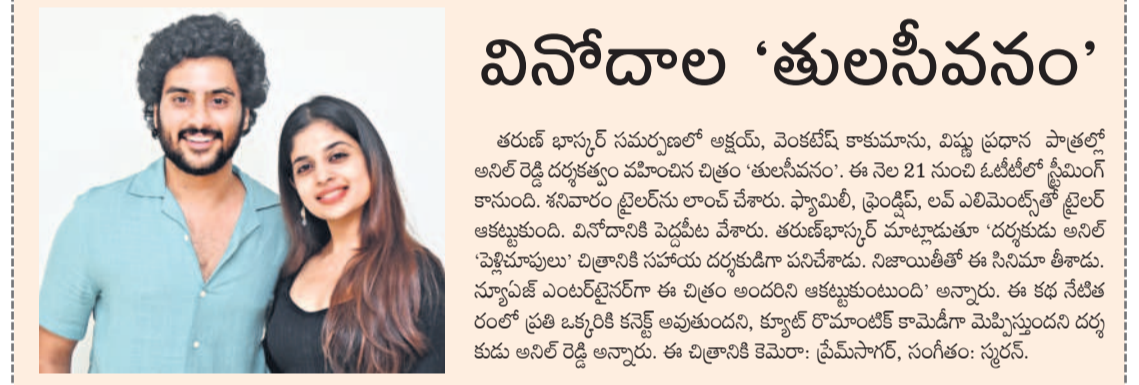 వినోదాల ‘తులసీవనం’
తరుణ్ భాస్కర్ సమర్పణలో అక్షయ్, వెంకటేష్ కాకుమాను, విష్ణు ప్రధాన పాత్రల్లో
అనిల్ రెడ్డి దర్శకత్వం వహించిన చిత్రం ‘తులసీవనం’. ఈ నెల 21 నుంచి ఓటీటీలో స్ట్రీమింగ్
కానుంది. శనివారం ట్రైలర్‌ను లాంచ్ చేశారు. ఫ్యామిలీ, ఫ్రెండ్షిప్, లవ్ ఎలిమెంట్స్‌తో ట్రైలర్
ఆకట్టుకుంది. వినోదానికి పెద్దపీట వేశారు. తరుణ్‌భాస్కర్ మాట్లాడుతూ ‘దర్శకుడు అనిల్
‘పెళ్లిచూపులు’ చిత్రానికి సహాయ దర్శకుడిగా పనిచేశాడు. నిజాయితీతో ఈ సినిమా తీశాడు.
న్యూఏజ్ ఎంటర్‌టైనర్‌గా ఈ చిత్రం అందరిని ఆకట్టుకుంటుంది’ అన్నారు. ఈ కథ నేటిత
రంలో ప్రతి ఒక్కరికి కనెక్ట్ అవుతుందని, క్యూట్ రొమాంటిక్ కామెడీగా మెప్పిస్తుందని దర్శ
కుడు అనిల్ రెడ్డి అన్నారు. ఈ చిత్రానికి కెమెరా: ప్రేమ్‌సాగర్, సంగీతం: స్మరన్.